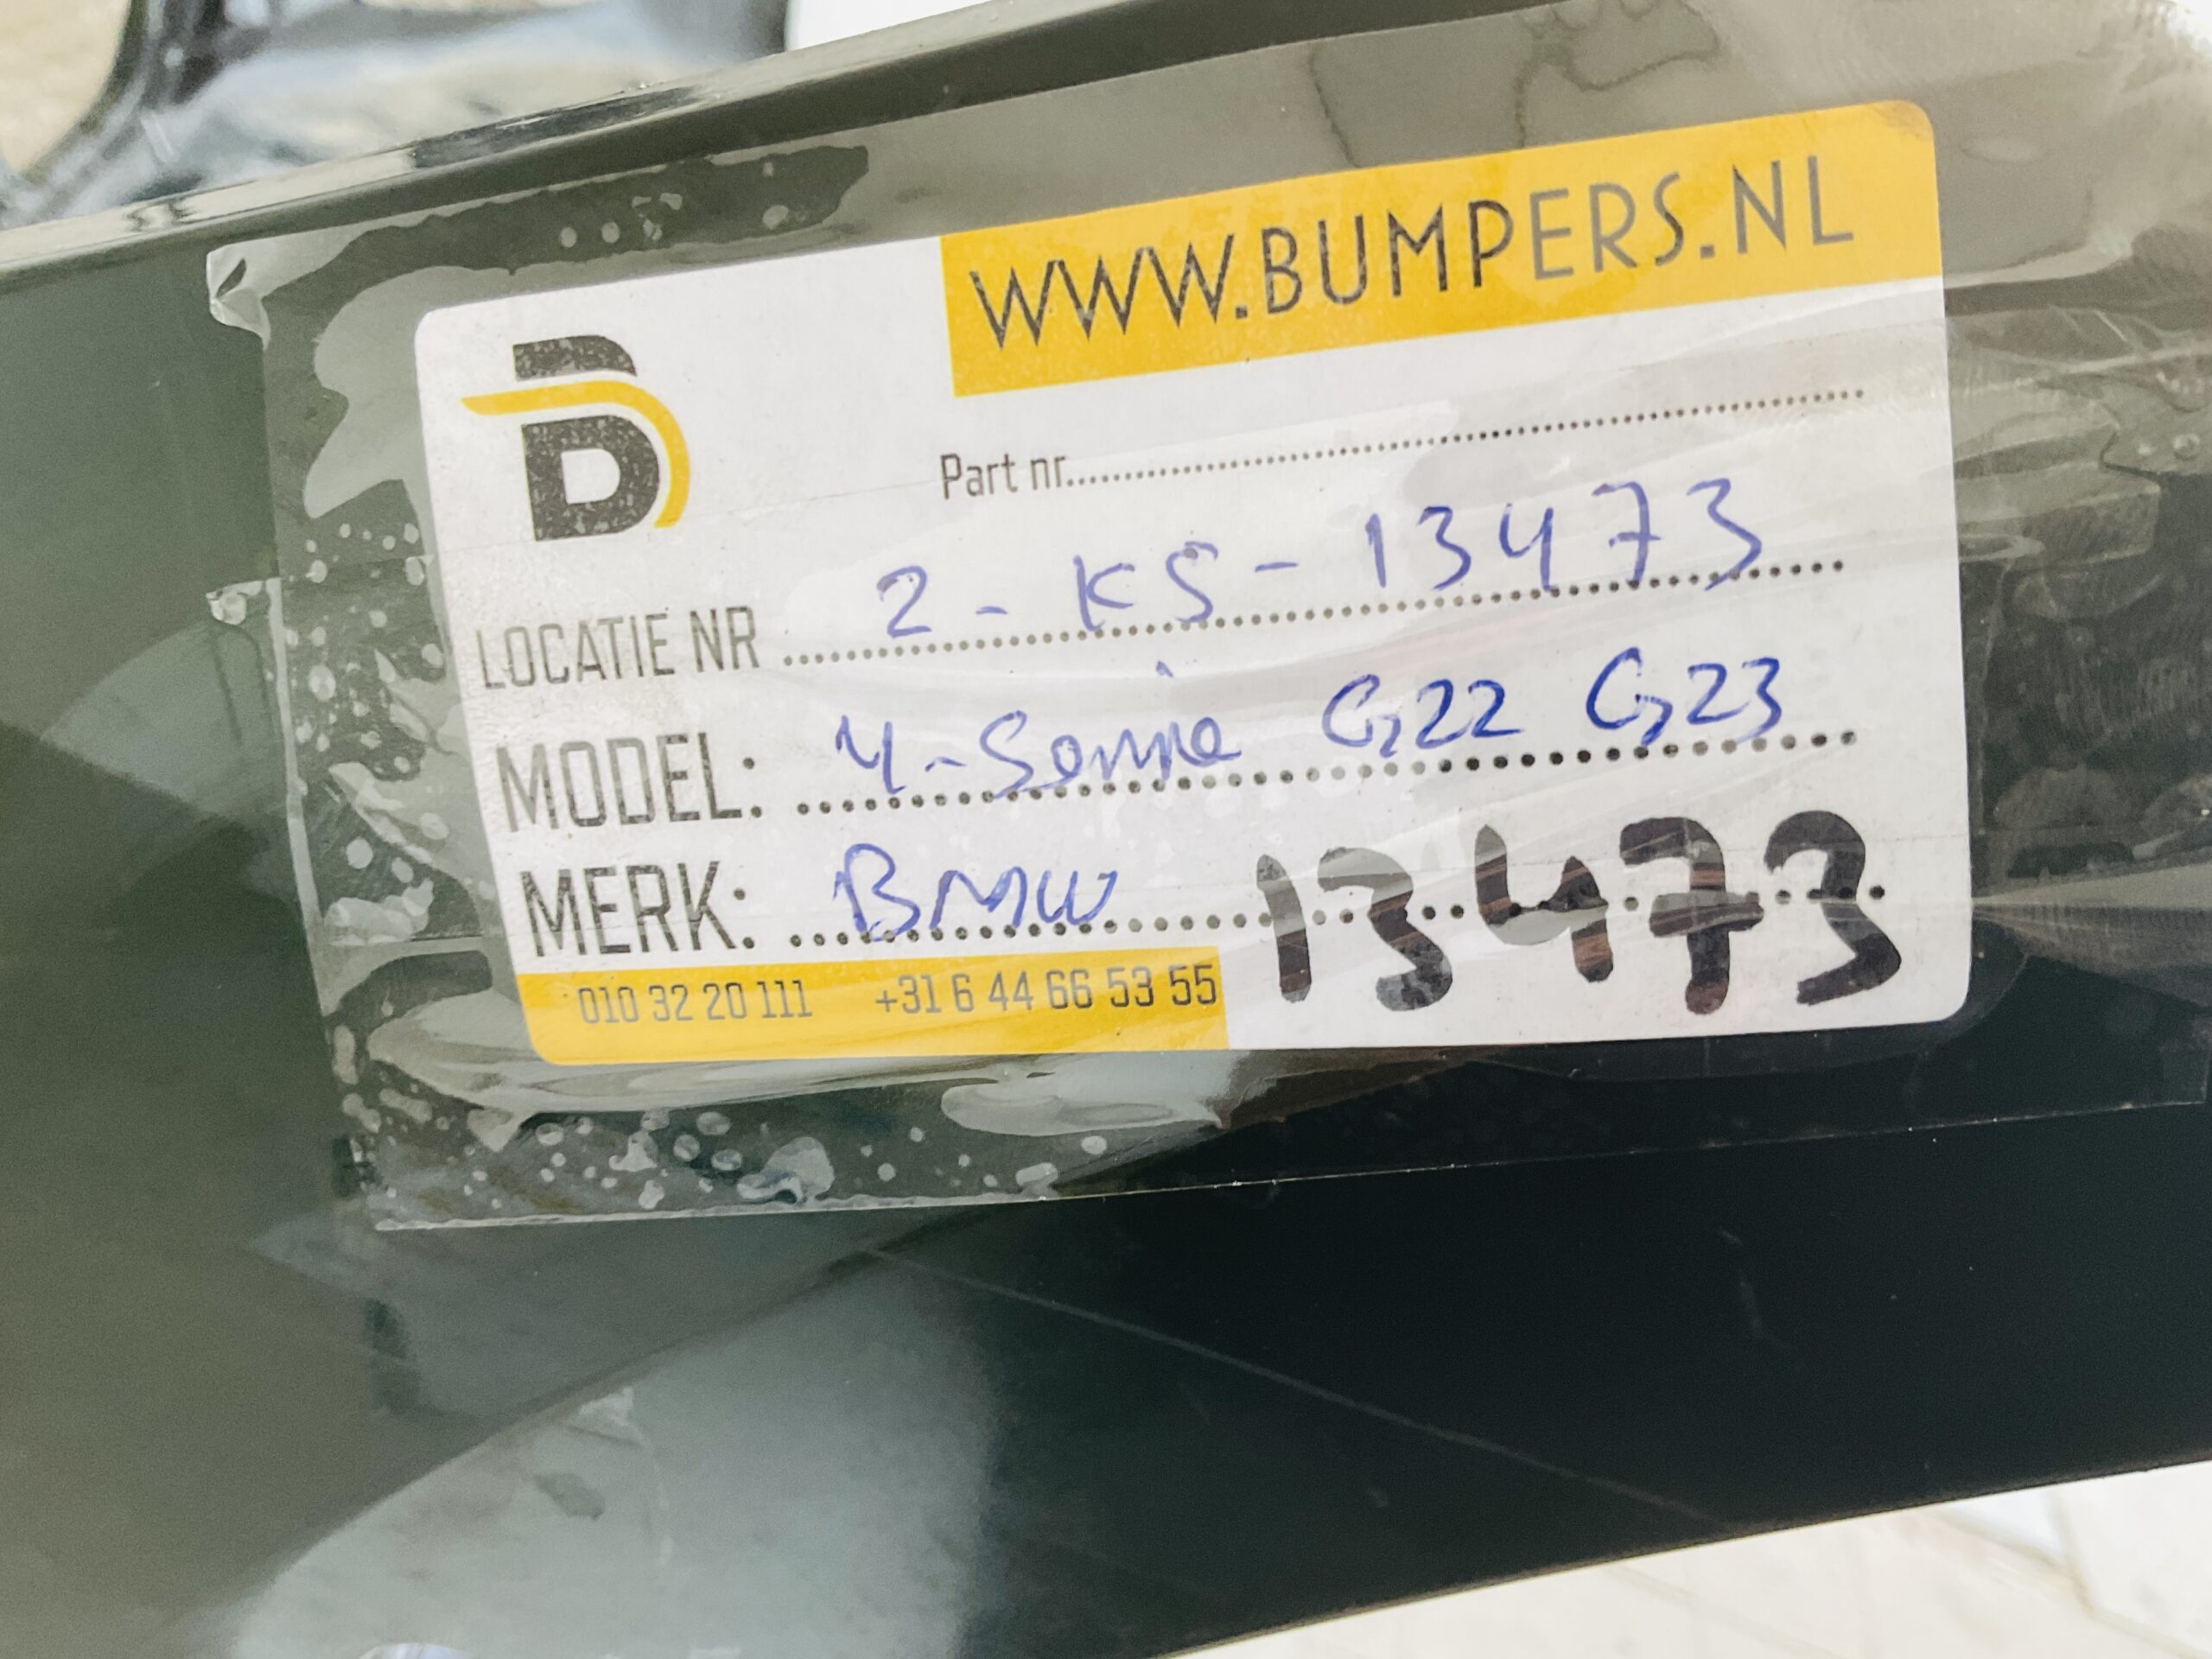 WWW.BUMPERS.NL
Part nr...............................
LOCATIE NR 2 - KS - 13473
MODEL: 4-Serie G22 G23
MERK: BMW 13473
010 32 20 111 +31 6 44 66 53 55